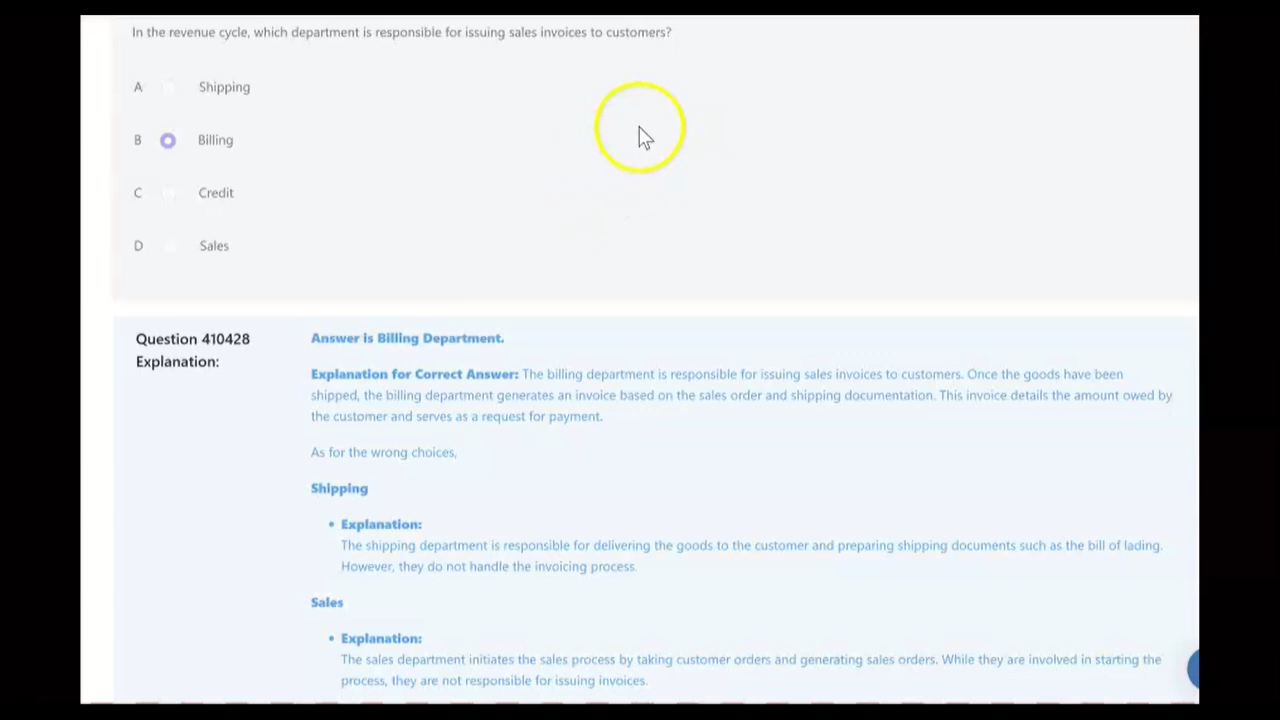 In the revenue cycle, which department is responsible for issuing sales invoices to customers?
A Shipping
B Billing
C Credit
D Sales
Question 410428
Explanation:
Answer is Billing Department.
Explanation for Correct Answer: The billing department is responsible for issuing sales invoices to customers. Once the goods have been
shipped, the billing department generates an invoice based on the sales order and shipping documentation. This invoice details the amount owed by
the customer and serves as a request for payment.
As for the wrong choices,
Shipping
• Explanation:
The shipping department is responsible for delivering the goods to the customer and preparing shipping documents such as the bill of lading.
However, they do not handle the invoicing process.
Sales
• Explanation:
The sales department initiates the sales process by taking customer orders and generating sales orders. While they are involved in starting the
process, they are not responsible for issuing invoices.